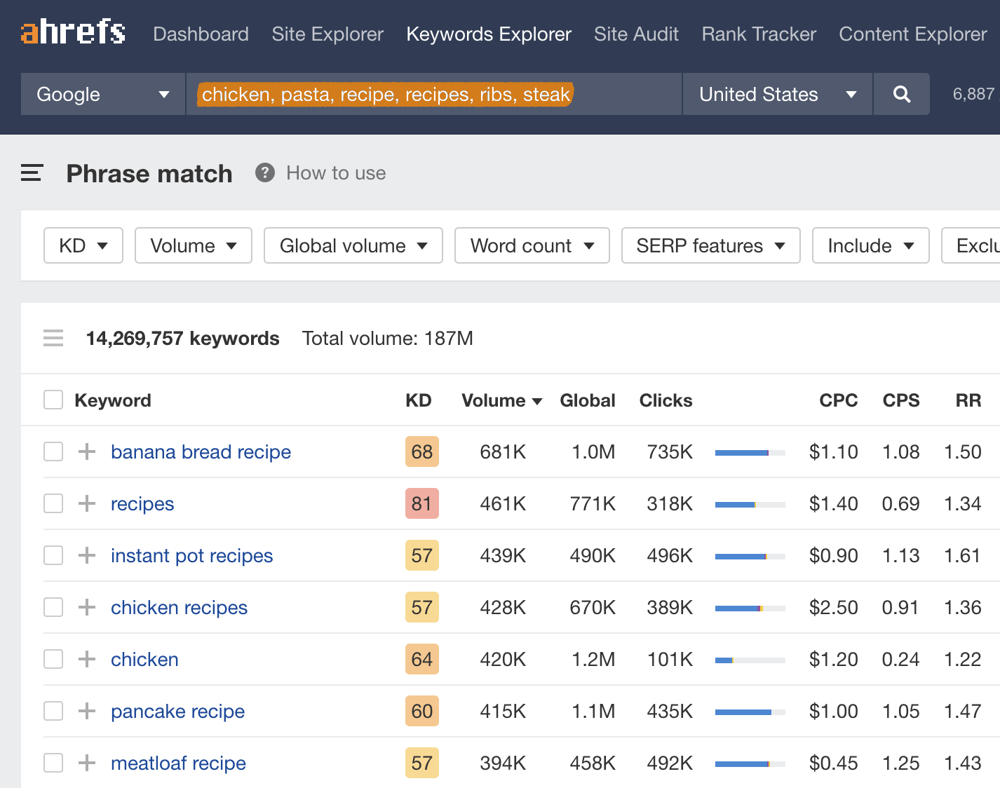 ahrefs Dashboard Site Explorer Keywords Explorer Site Audit Rank Tracker Content Explorer
Google chicken, pasta, recipe, recipes, ribs, steak United States 6,887
Phrase match ? How to use
KD Volume Global volume Word count SERP features Include Exclu
14,269,757 keywords Total volume: 187M
Keyword KD Volume Global Clicks CPC CPS RR
banana bread recipe 68 681K 1.0M 735K $1.10 1.08 1.50
recipes 81 461K 771K 318K $1.40 0.69 1.34
instant pot recipes 57 439K 490K 496K $0.90 1.13 1.61
chicken recipes 57 428K 670K 389K $2.50 0.91 1.36
chicken 64 420K 1.2M 101K $1.20 0.24 1.22
pancake recipe 60 415K 1.1M 435K $1.00 1.05 1.47
meatloaf recipe 57 394K 458K 492K $0.45 1.25 1.43